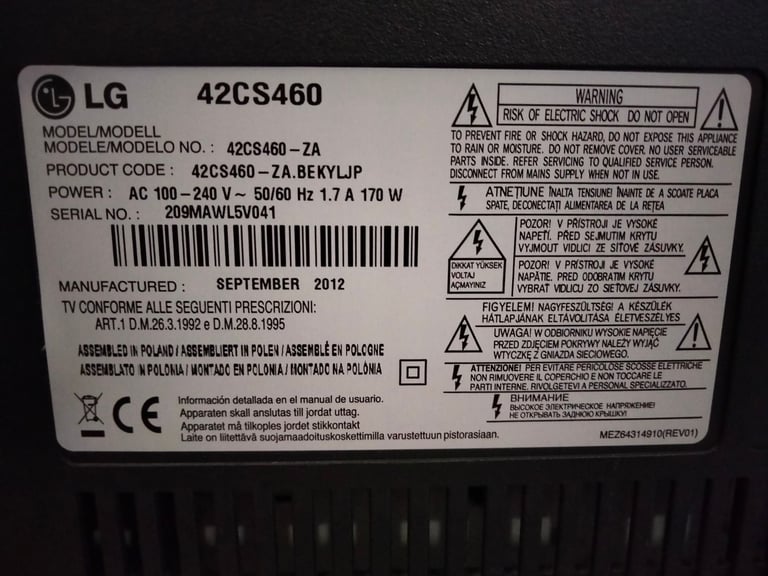 LG 42CS460
MODEL/MODELL
MODELE/MODELO NO. : 42CS460-ZA
PRODUCT CODE : 42CS460-ZA.BEKYLJP
POWER : AC 100-240 V~ 50/60 Hz 1.7 A 170 W
SERIAL NO. : 209MAWL5V041
MANUFACTURED : SEPTEMBER 2012
TV CONFORME ALLE SEGUENTI PRESCRIZIONI:
ART.1 D.M.26.3.1992 e D.M.28.8.1995
ASSEMBLED IN POLAND / ASSEMBLIERT IN POLEN / ASSEMBLÉ EN POLOGNE
ASSEMBLATO IN POLONIA / MONTADO EN POLONIA / MONTADO NA POLÓNIA
CE
Información detallada en el manual de usuario.
Apparaten skall anslutas till jordat uttag.
Apparatet må tilkoples jordet stikkontakt
Laite on liitettävä suojamaadoituskoskettimilla varustettuun pistorasiaan.
WARNING
RISK OF ELECTRIC SHOCK DO NOT OPEN
TO PREVENT FIRE OR SHOCK HAZARD, DO NOT EXPOSE THIS APPLIANCE
TO RAIN OR MOISTURE. DO NOT REMOVE COVER. NO USER SERVICEABLE
PARTS INSIDE. REFER SERVICING TO QUALIFIED SERVICE PERSON.
DISCONNECT FROM MAINS WHEN NOT IN USE.
ATNEȚIUNE ÎNALTA TENSIUNE! ÎNAINTE DE A SCOATE PLACA
SPATE, DECONECTAȚI ALIMENTAREA DE LA REȚEA
DIKKAT YÜKSEK
VOLTAJ
AÇMAYINIZ
POZOR! V PŘÍSTROJI JE VYSOKÉ
NAPETÍ. PŘED SEJMUTIM KRYTU
VYJMOUT VIDLICI ZE SÍŤOVÉ ZÁSUVKY.
POZOR! V PRÍSTROJI JE VYSOKÉ
NAPÄTIE. PRED ODOBRATIM KRYTU
VYBRAT VIDLICU ZO SIEŤOVEJ ZÁSUVKY.
FIGYELEM! NAGYFESZÜLTSÉG! A KÉSZÜLÉK
HÁTLAPJÁNAK ELTÁVOLÍTÁSA ÉLETVESZÉLYES
UWAGA! W ODBIORNIKU WYSOKIE NAPIĘCIE
PRZED ZDJĘCIEM POKRYWY NALEŻY WYJĄĆ
WTYCZKĘ Z GNIAZDA SIECIOWEGO.
ATTENZIONE! PER EVITARE PERICOLOSE SCOSSE ELETTRICHE
NON RIMUOVERE IL COPERCHIO E NON TOCCARE LE
PARTI INTERNE. RIVOLGETEVI A PERSONAL SPECIALIZZATO.
ВНИМАНИЕ
ВЫСОКОЕ ЭЛЕКТРИЧЕСКОЕ НАПРЯЖЕНИЕ!
НЕ ОТКРЫВАТЬ ЗАДНЮЮ КРЫШКУ!
MEZ64314910(REV01)